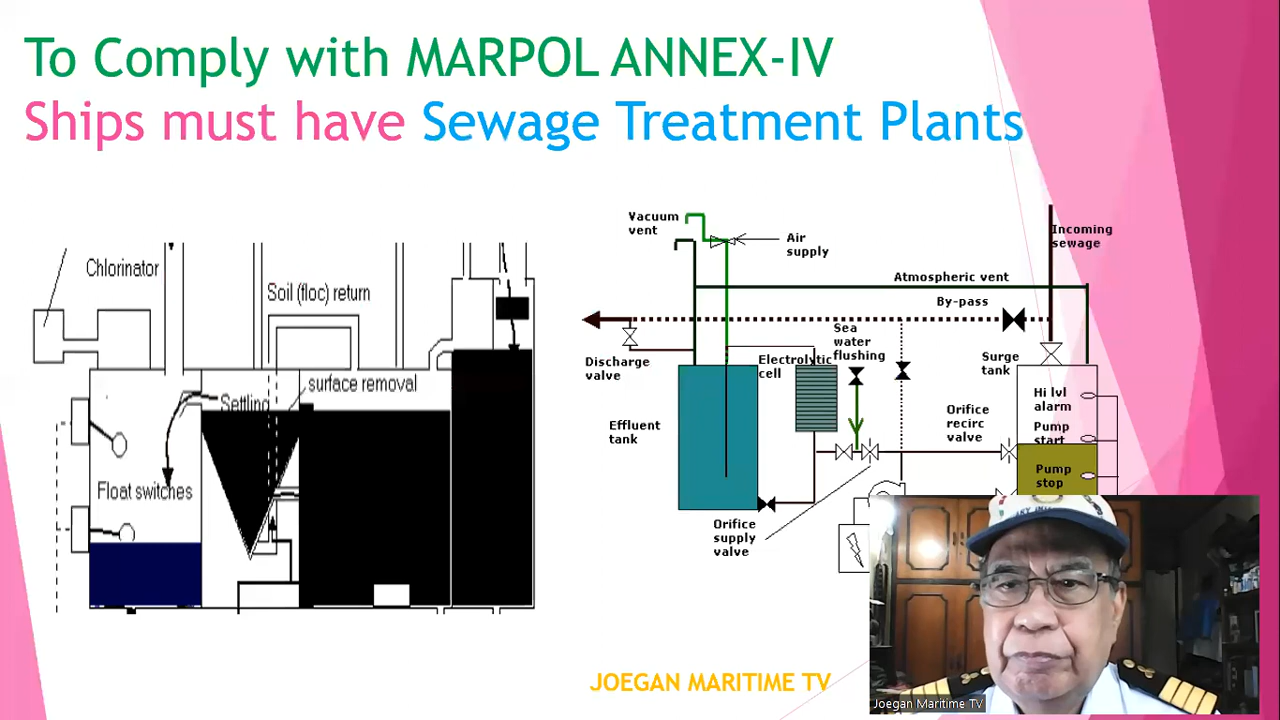 To Comply with MARPOL ANNEX-IV
Ships must have Sewage Treatment Plants
Chlorinator
Soil (floc) return
surface removal
Settling
Float switches
Vacuum
vent
Air
supply
Incoming
sewage
Atmospheric vent
By-pass
Sea
water
flushing
Discharge
valve
Electrolytic
cell
Surge
tank
Hi lvl
alarm
Effluent
tank
Orifice
recirc
valve
Pump
start
Pump
stop
Orifice
supply
valve
JOEGAN MARITIME TV
Joegan Maritime TV